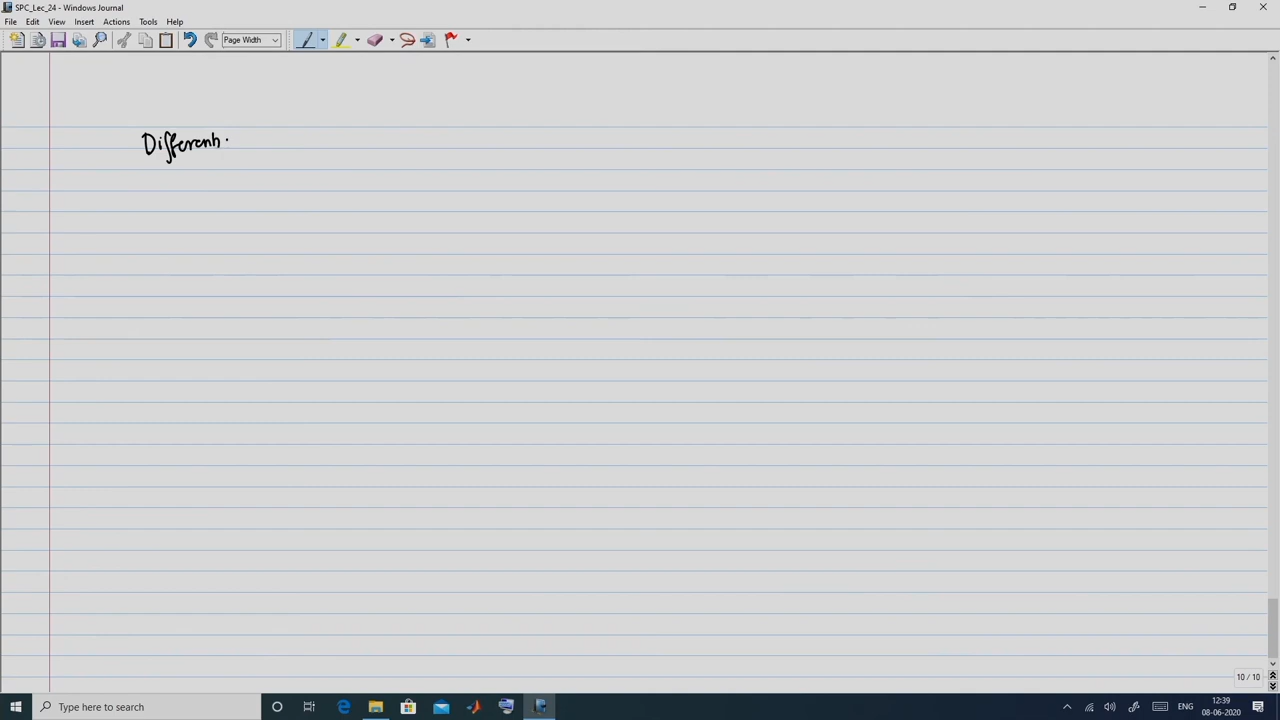 SPC_Lec_24 - Windows Journal
File Edit View Insert Actions Tools Help
Page Width
Different
10 / 10
Type here to search
ENG
12:39
08-06-2020